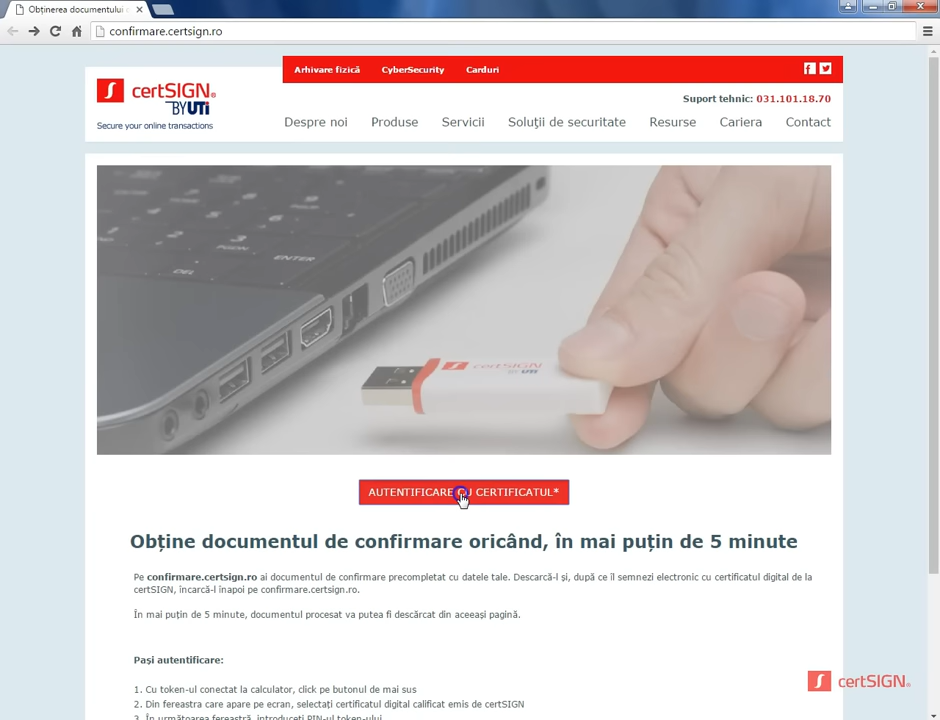 Obținerea documentului
confirmare.certsign.ro
Arhivare fizică CyberSecurity Carduri
certSIGN®
BY UTI
Secure your online transactions
Suport tehnic: 031.101.18.70
Despre noi Produse Servicii Soluții de securitate Resurse Cariera Contact
DEL
ENTER
PGDN
certSIGN
BY UTI
AUTENTIFICARE CU CERTIFICATUL*
Obține documentul de confirmare oricând, în mai puțin de 5 minute
Pe confirmare.certsign.ro ai documentul de confirmare precompletat cu datele tale. Descarcă-l și, după ce îl semnezi electronic cu certificatul digital de la
certSIGN, încarcă-l înapoi pe confirmare.certsign.ro.
În mai puțin de 5 minute, documentul procesat va putea fi descărcat din aceeași pagină.
Pași autentificare:
1. Cu token-ul conectat la calculator, click pe butonul de mai sus
2. Din fereastra care apare pe ecran, selectați certificatul digital calificat emis de certSIGN
3. În următoarea fereastră, introduceți PIN-ul token-ului
certSIGN®